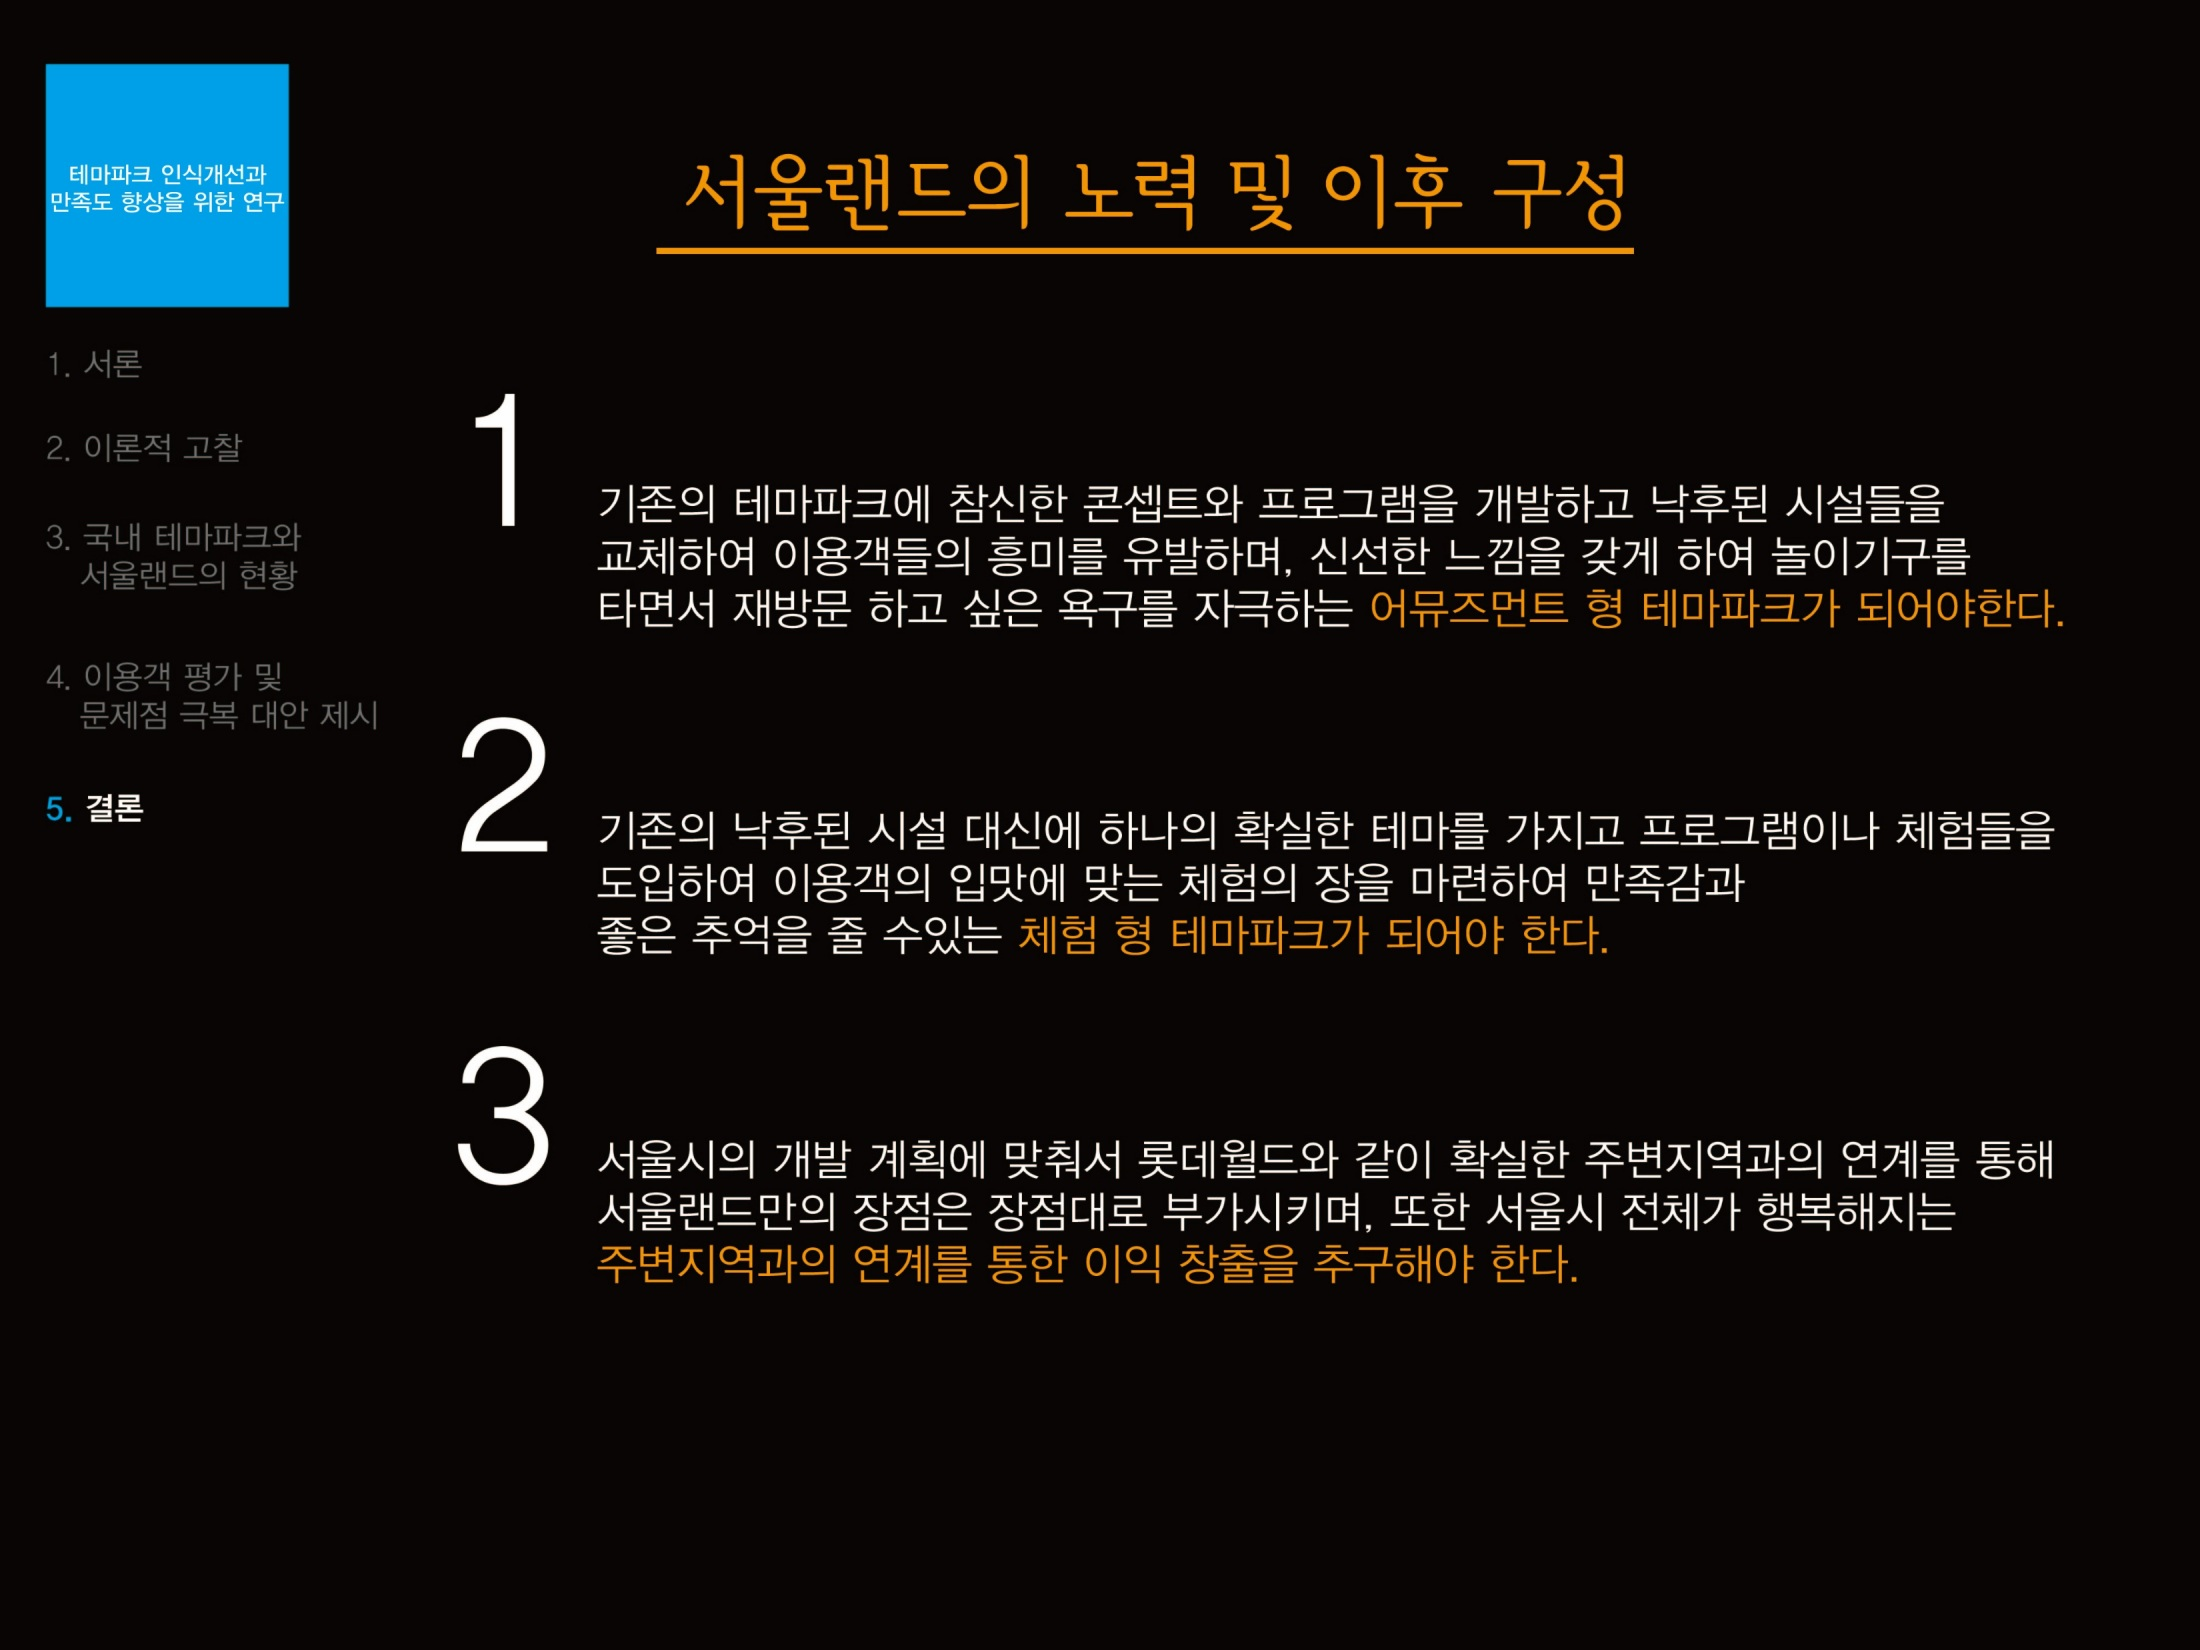 테마파크 인식개선과
만족도 향상을 위한 연구
1. 서론
2. 이론적 고찰
3. 국내 테마파크와
서울랜드의 현황
4. 이용객 평가 및
문제점 극복 대안 제시
5. 결론
서울랜드의 노력 및 이후 구성
1
기존의 테마파크에 참신한 콘셉트와 프로그램을 개발하고 낙후된 시설들을
교체하여 이용객들의 흥미를 유발하며, 신선한 느낌을 갖게 하여 놀이기구를
타면서 재방문 하고 싶은 욕구를 자극하는 어뮤즈먼트 형 테마파크가 되어야한다.
2
기존의 낙후된 시설 대신에 하나의 확실한 테마를 가지고 프로그램이나 체험들을
도입하여 이용객의 입맛에 맞는 체험의 장을 마련하여 만족감과
좋은 추억을 줄 수있는 체험 형 테마파크가 되어야 한다.
3
서울시의 개발 계획에 맞춰서 롯데월드와 같이 확실한 주변지역과의 연계를 통해
서울랜드만의 장점은 장점대로 부가시키며, 또한 서울시 전체가 행복해지는
주변지역과의 연계를 통한 이익 창출을 추구해야 한다.